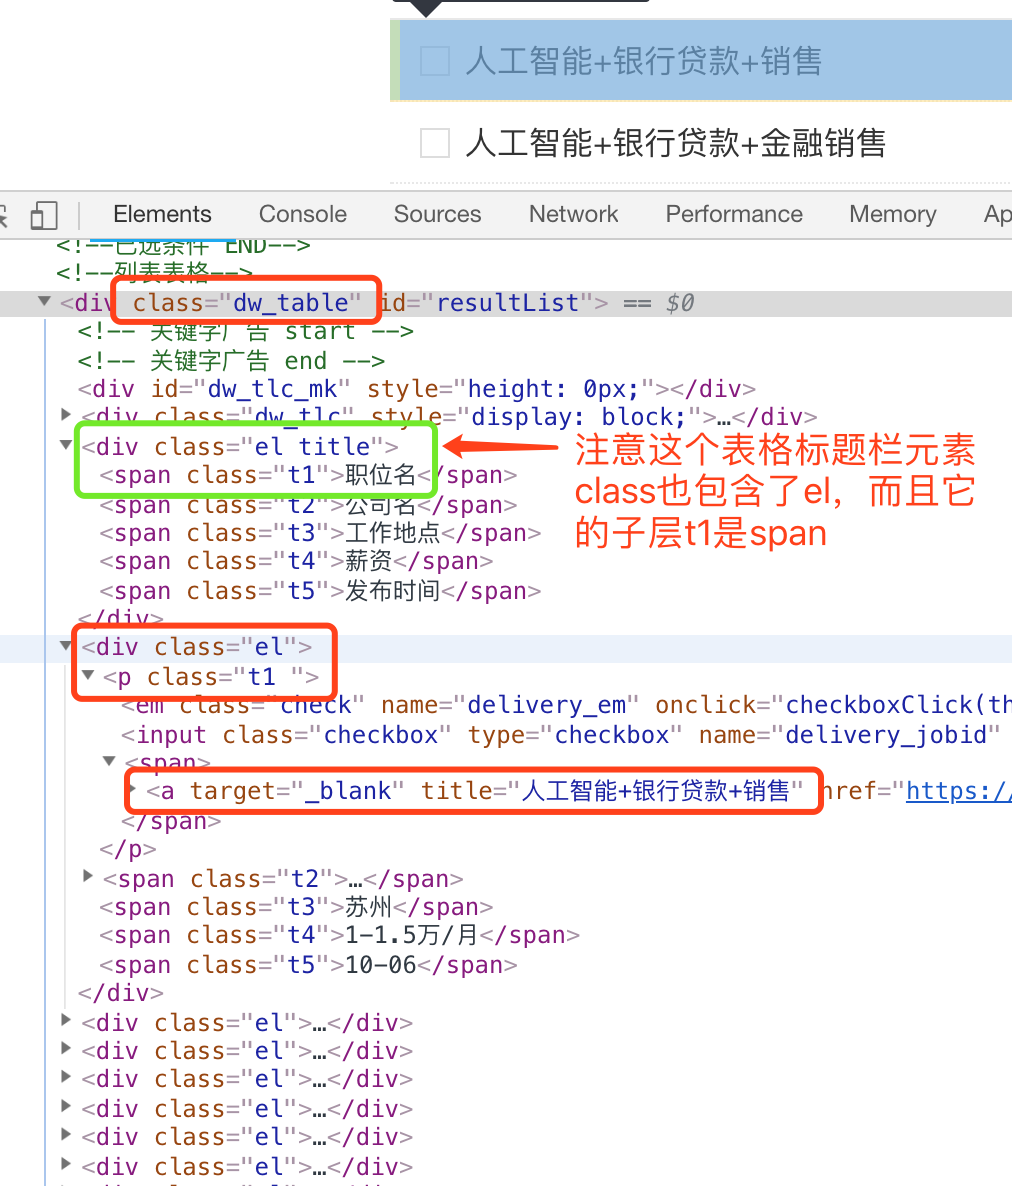 人工智能+银行贷款+销售
人工智能+银行贷款+金融销售
Elements Console Sources Network Performance Memory Ap
<!--已选条件 END-->
<!--列表表格-->
<div class="dw_table" id="resultList"> == $0
<!-- 关键字广告 start -->
<!-- 关键字广告 end -->
<div id="dw_tlc_mk" style="height: 0px;"></div>
<div class="dw_tlc" style="display: block;">…</div>
<div class="el title">
<span class="t1">职位名</span>
<span class="t2">公司名</span>
<span class="t3">工作地点</span>
<span class="t4">薪资</span>
<span class="t5">发布时间</span>
</div>
注意这个表格标题栏元素
class也包含了el，而且它
的子层t1是span
<div class="el">
<p class="t1 ">
<em class="check" name="delivery_em" onclick="checkboxClick(th
<input class="checkbox" type="checkbox" name="delivery_jobid"
<span>
<a target="_blank" title="人工智能+银行贷款+销售" href="https://
</span>
</p>
<span class="t2">…</span>
<span class="t3">苏州</span>
<span class="t4">1-1.5万/月</span>
<span class="t5">10-06</span>
</div>
<div class="el">…</div>
<div class="el">…</div>
<div class="el">…</div>
<div class="el">…</div>
<div class="el">…</div>
<div class="el">…</div>